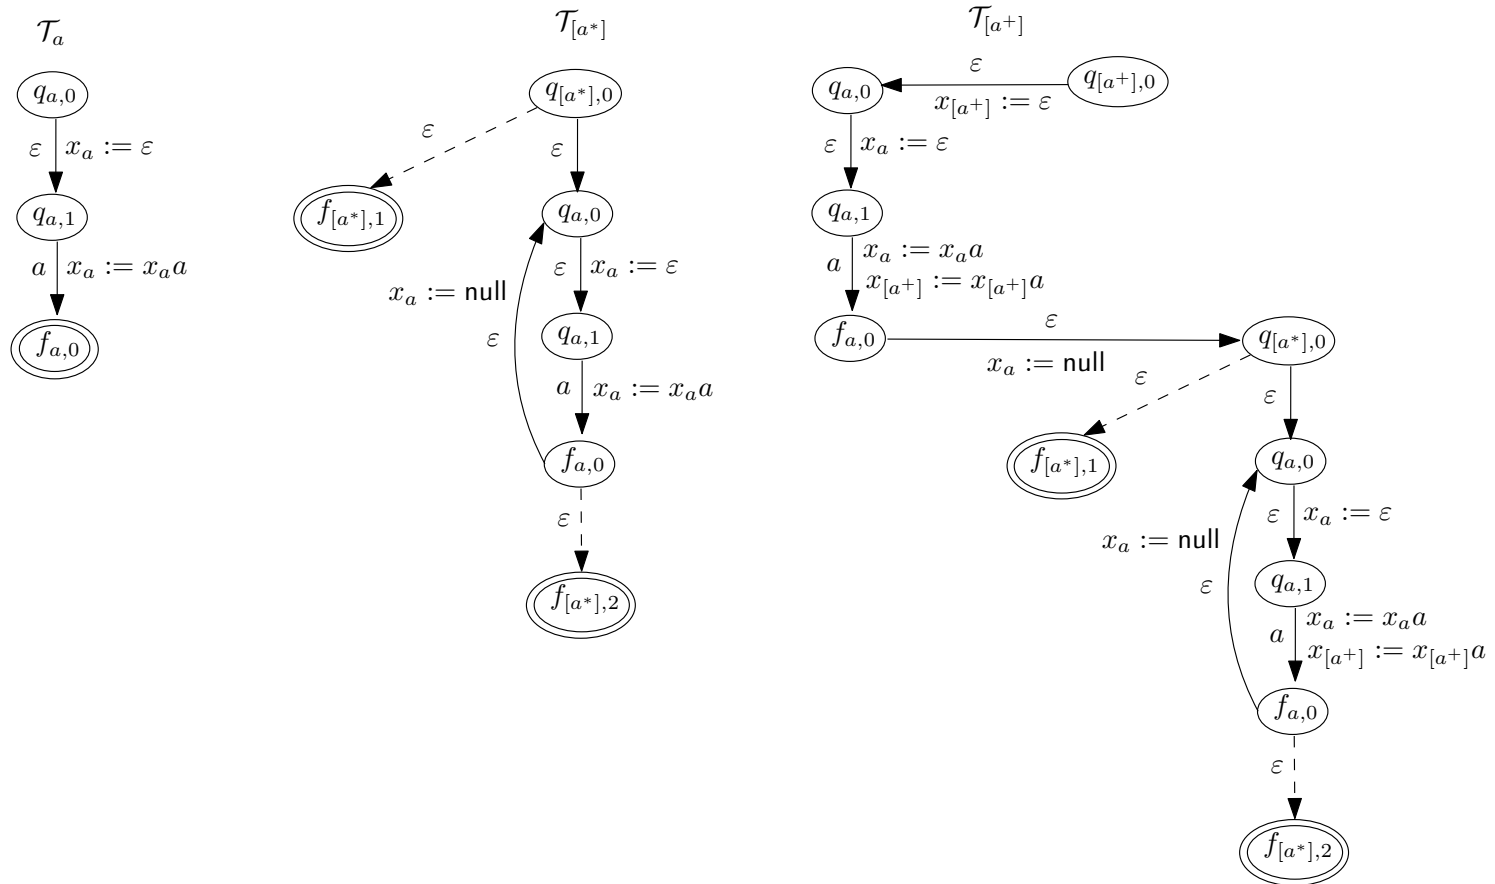 𝒯_a
q_{a,0}
ε x_a := ε
q_{a,1}
a x_a := x_a a
f_{a,0}
𝒯_{[a*]}
q_{[a*],0}
ε
ε
f_{[a*],1}
q_{a,0}
ε x_a := ε
x_a := null
ε
q_{a,1}
a x_a := x_a a
f_{a,0}
ε
f_{[a*],2}
𝒯_{[a⁺]}
q_{[a⁺],0}
ε
x_{[a⁺]} := ε
q_{a,0}
ε x_a := ε
q_{a,1}
a x_a := x_a a
x_{[a⁺]} := x_{[a⁺]} a
f_{a,0}
ε
x_a := null
q_{[a*],0}
ε
ε
f_{[a*],1}
q_{a,0}
ε x_a := ε
x_a := null
ε
q_{a,1}
a x_a := x_a a
x_{[a⁺]} := x_{[a⁺]} a
f_{a,0}
ε
f_{[a*],2}